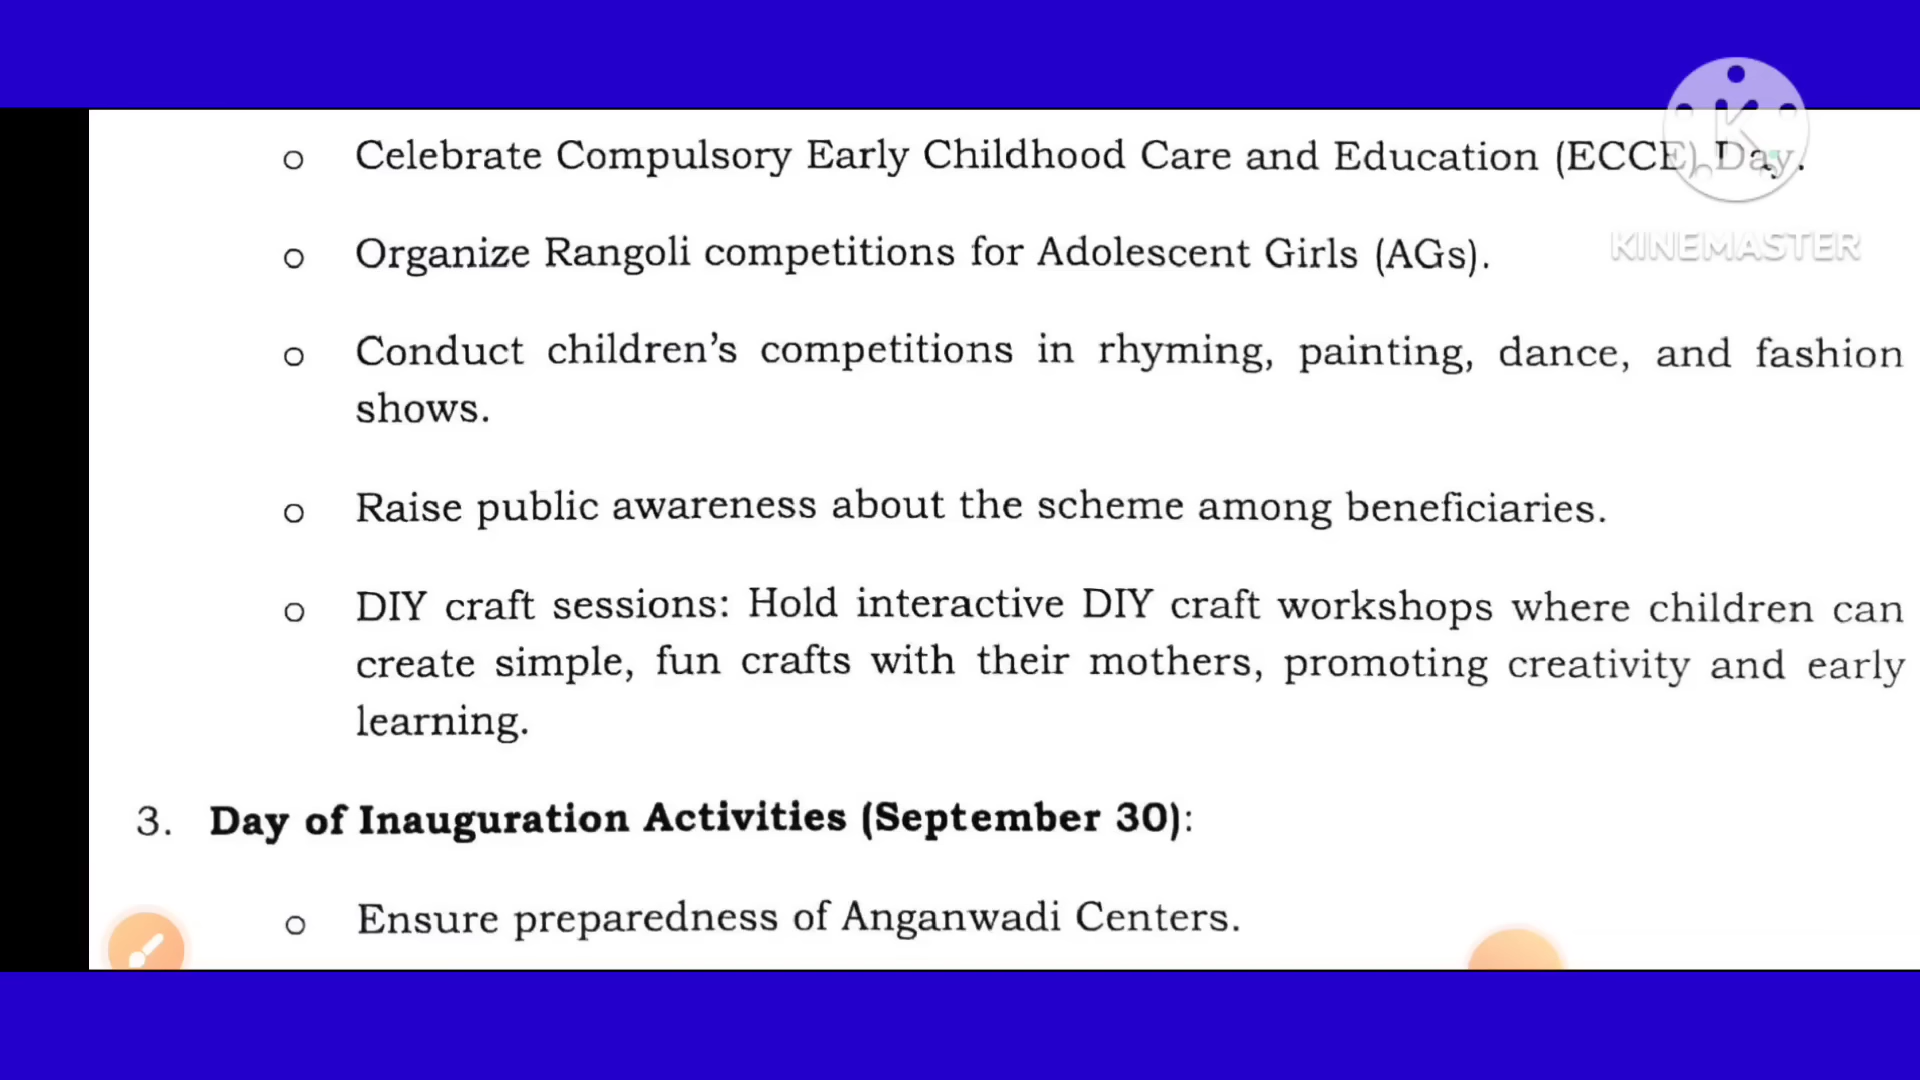 o Celebrate Compulsory Early Childhood Care and Education (ECCE) Day.
o Organize Rangoli competitions for Adolescent Girls (AGs).
o Conduct children's competitions in rhyming, painting, dance, and fashion
shows.
o Raise public awareness about the scheme among beneficiaries.
o DIY craft sessions: Hold interactive DIY craft workshops where children can
create simple, fun crafts with their mothers, promoting creativity and early
learning.
3. Day of Inauguration Activities (September 30):
o Ensure preparedness of Anganwadi Centers.
K
KINEMASTER